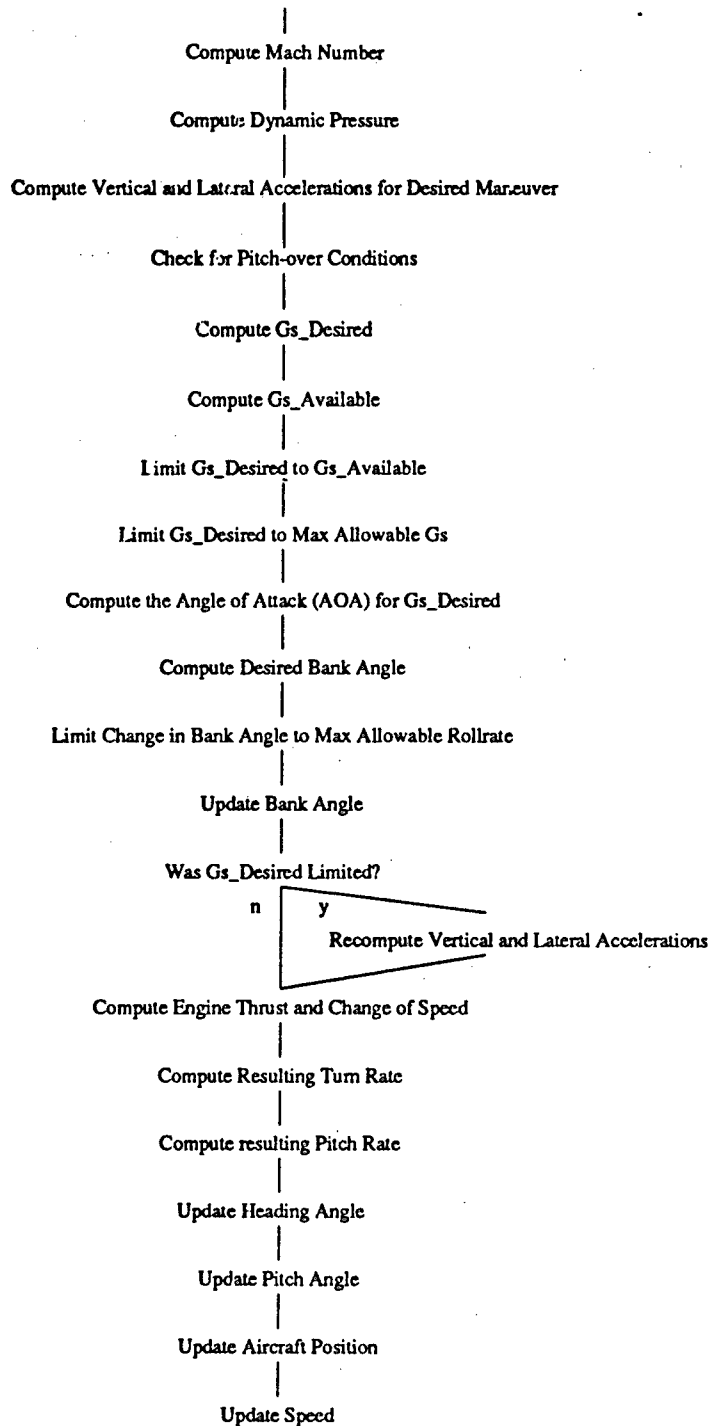 Compute Mach Number
Compute Dynamic Pressure
Compute Vertical and Lateral Accelerations for Desired Maneuver
Check for Pitch-over Conditions
Compute Gs_Desired
Compute Gs_Available
Limit Gs_Desired to Gs_Available
Limit Gs_Desired to Max Allowable Gs
Compute the Angle of Attack (AOA) for Gs_Desired
Compute Desired Bank Angle
Limit Change in Bank Angle to Max Allowable Rollrate
Update Bank Angle
Was Gs_Desired Limited?
n y
Recompute Vertical and Lateral Accelerations
Compute Engine Thrust and Change of Speed
Compute Resulting Turn Rate
Compute resulting Pitch Rate
Update Heading Angle
Update Pitch Angle
Update Aircraft Position
Update Speed